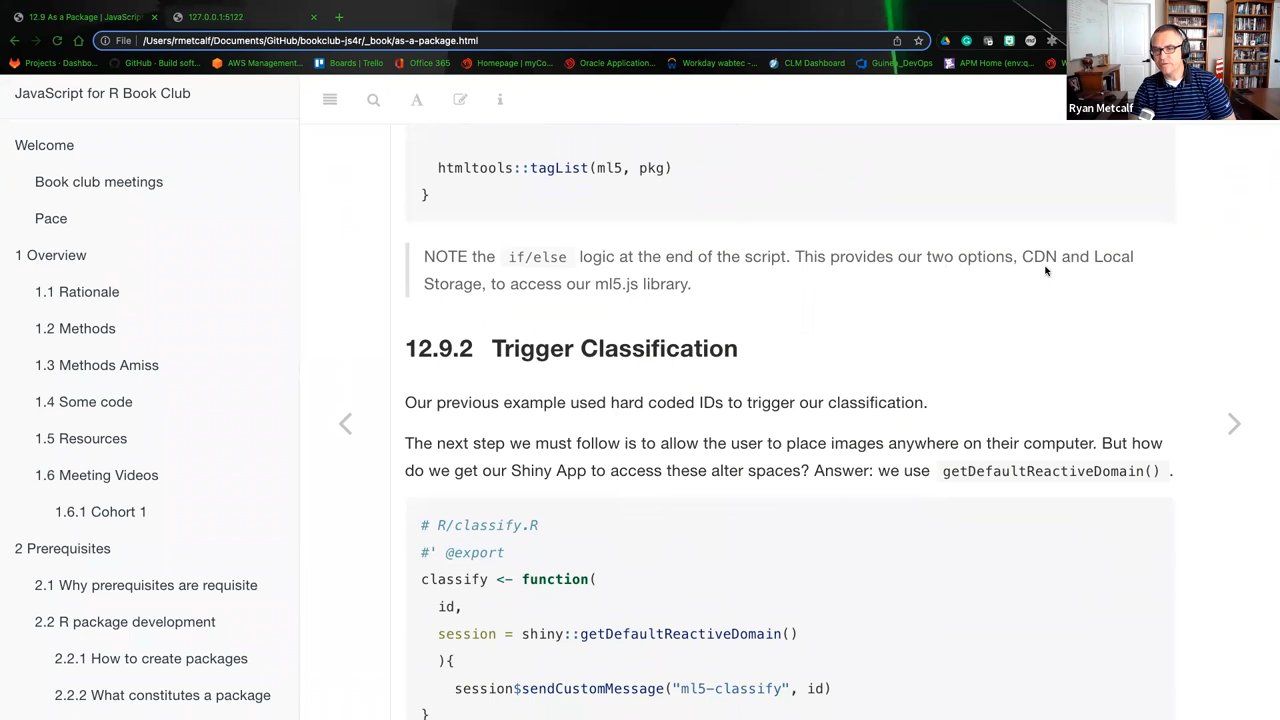 12.9 As a Package | JavaScrip
127.0.0.1:5122
File
/Users/rmetcalf/Documents/GitHub/bookclub-js4r/_book/as-a-package.html
Projects · Dashbo...
GitHub · Build soft...
AWS Management...
Boards | Trello
Office 365
Homepage | myCo...
Oracle Application...
Workday wabtec -...
CLM Dashboard
Guine_DevOps
APM Home (env:q...
Ryan Metcalf
JavaScript for R Book Club
Welcome
Book club meetings
Pace
1 Overview
1.1 Rationale
1.2 Methods
1.3 Methods Amiss
1.4 Some code
1.5 Resources
1.6 Meeting Videos
1.6.1 Cohort 1
2 Prerequisites
2.1 Why prerequisites are requisite
2.2 R package development
2.2.1 How to create packages
2.2.2 What constitutes a package
htmltools::tagList(ml5, pkg)
}
NOTE the if/else logic at the end of the script. This provides our two options, CDN and Local
Storage, to access our ml5.js library.
12.9.2 Trigger Classification
Our previous example used hard coded IDs to trigger our classification.
The next step we must follow is to allow the user to place images anywhere on their computer. But how
do we get our Shiny App to access these alter spaces? Answer: we use getDefaultReactiveDomain() .
# R/classify.R
#' @export
classify <- function(
id,
session = shiny::getDefaultReactiveDomain()
){
session$sendCustomMessage("ml5-classify", id)
}